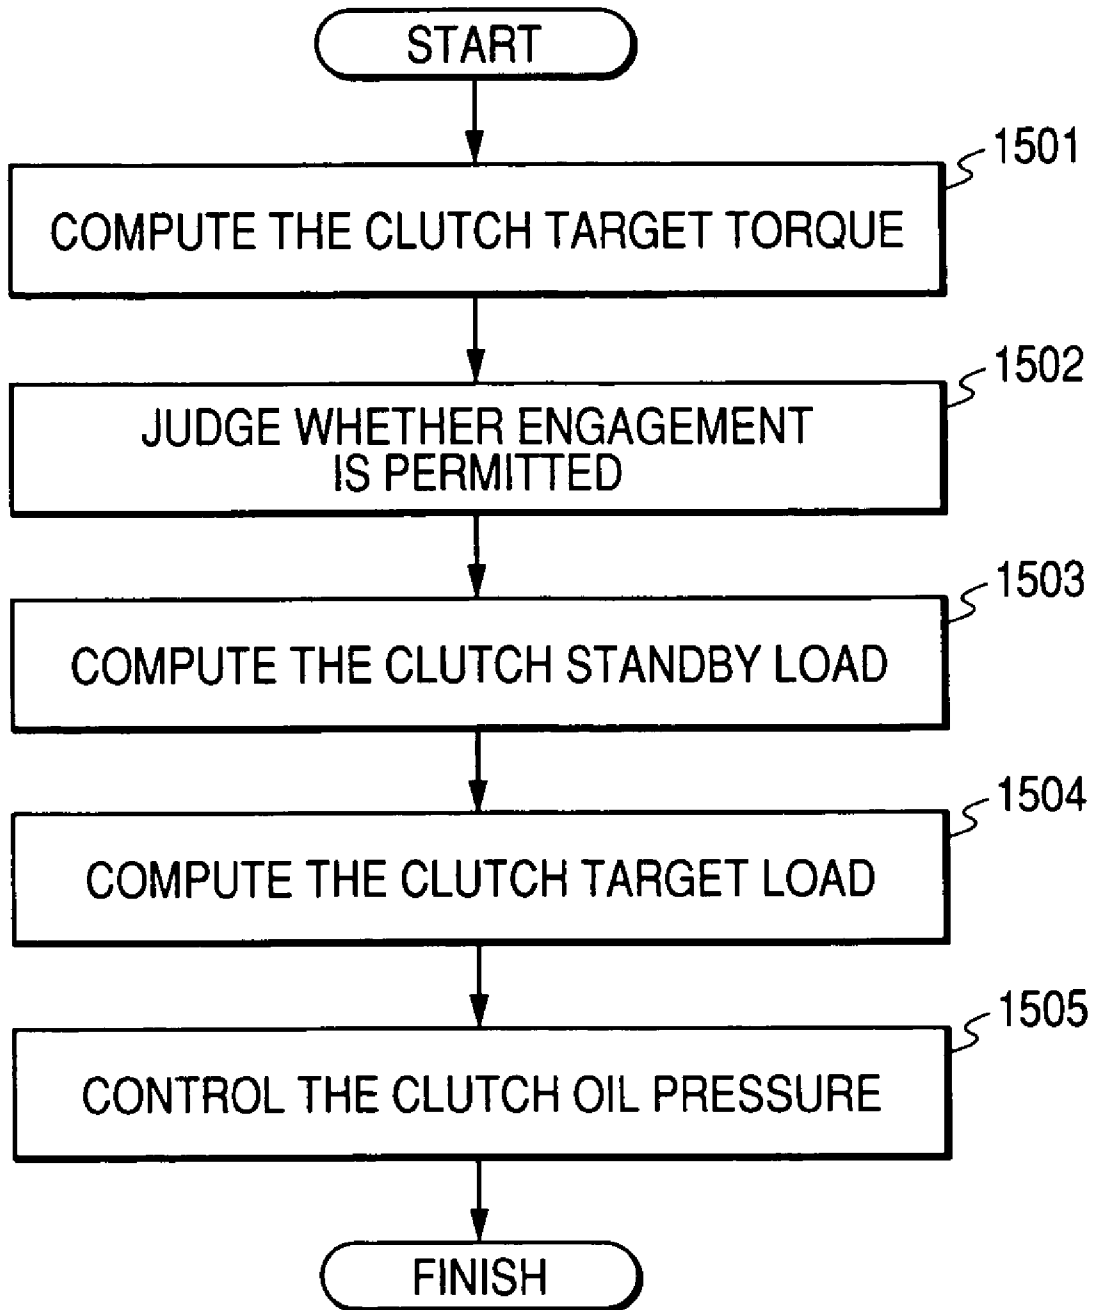 START
1501
COMPUTE THE CLUTCH TARGET TORQUE
1502
JUDGE WHETHER ENGAGEMENT
IS PERMITTED
1503
COMPUTE THE CLUTCH STANDBY LOAD
1504
COMPUTE THE CLUTCH TARGET LOAD
1505
CONTROL THE CLUTCH OIL PRESSURE
FINISH